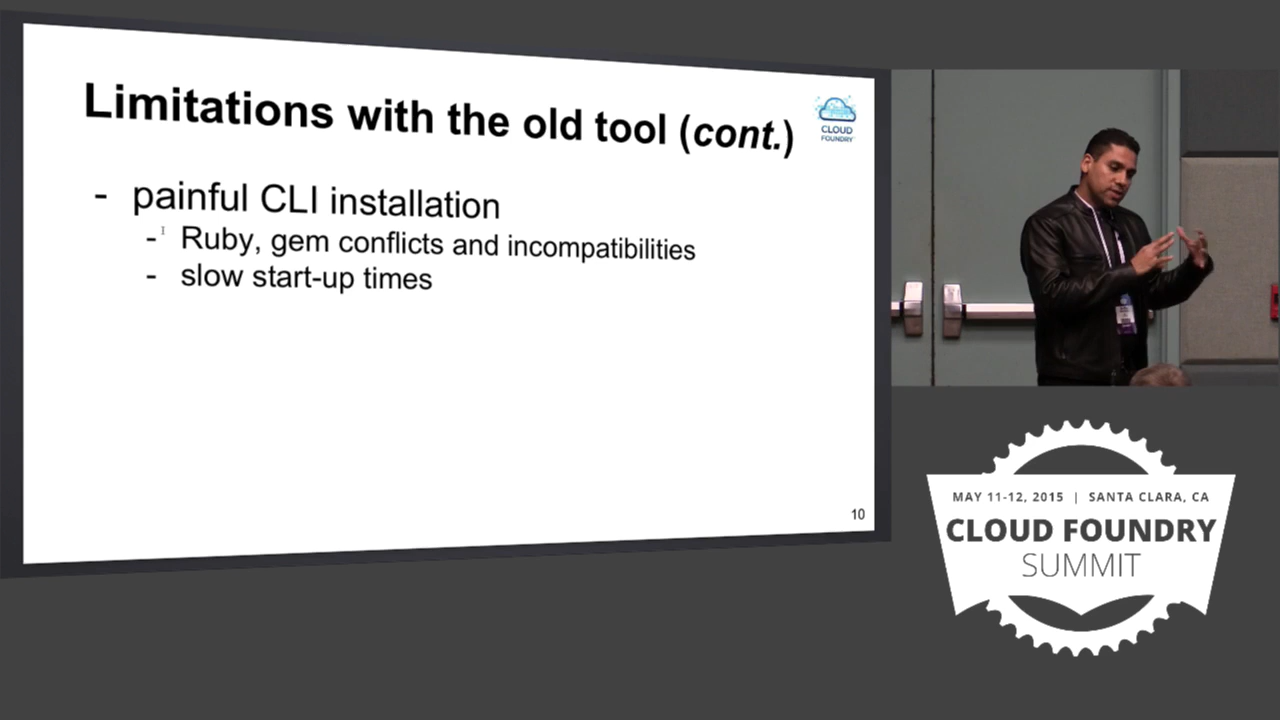 Limitations with the old tool (cont.)
CLOUD
FOUNDRY
- painful CLI installation
- Ruby, gem conflicts and incompatibilities
- slow start-up times
10
MAY 11-12, 2015 | SANTA CLARA, CA
CLOUD FOUNDRY
SUMMIT